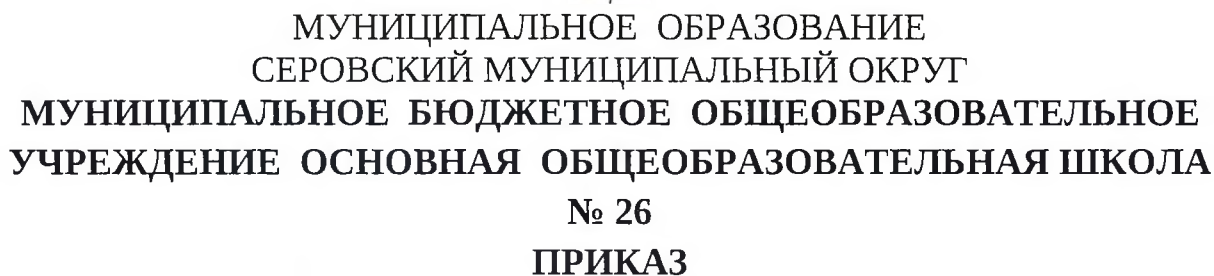 МУНИЦИПАЛЬНОЕ ОБРАЗОВАНИЕ
СЕРОВСКИЙ МУНИЦИПАЛЬНЫЙ ОКРУГ
МУНИЦИПАЛЬНОЕ БЮДЖЕТНОЕ ОБЩЕОБРАЗОВАТЕЛЬНОЕ
УЧРЕЖДЕНИЕ ОСНОВНАЯ ОБЩЕОБРАЗОВАТЕЛЬНАЯ ШКОЛА
№ 26
ПРИКАЗ